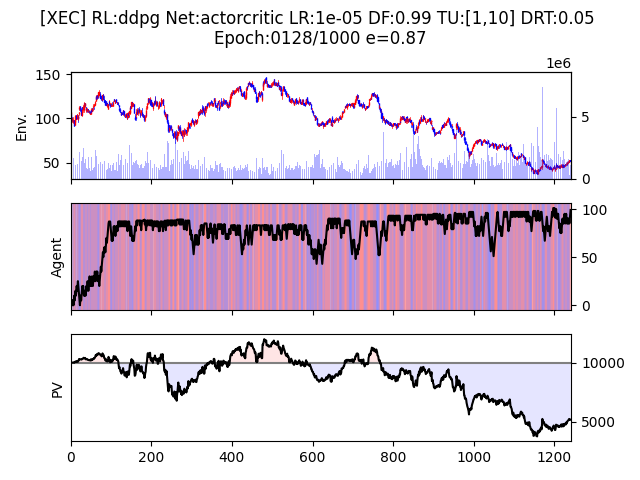 [XEC] RL:ddpg Net:actorcritic LR:1e-05 DF:0.99 TU:[1,10] DRT:0.05
Epoch:0128/1000 e=0.87
1e6
150
100
50
Env.
5
0
Agent
100
50
0
PV
10000
5000
0 200 400 600 800 1000 1200